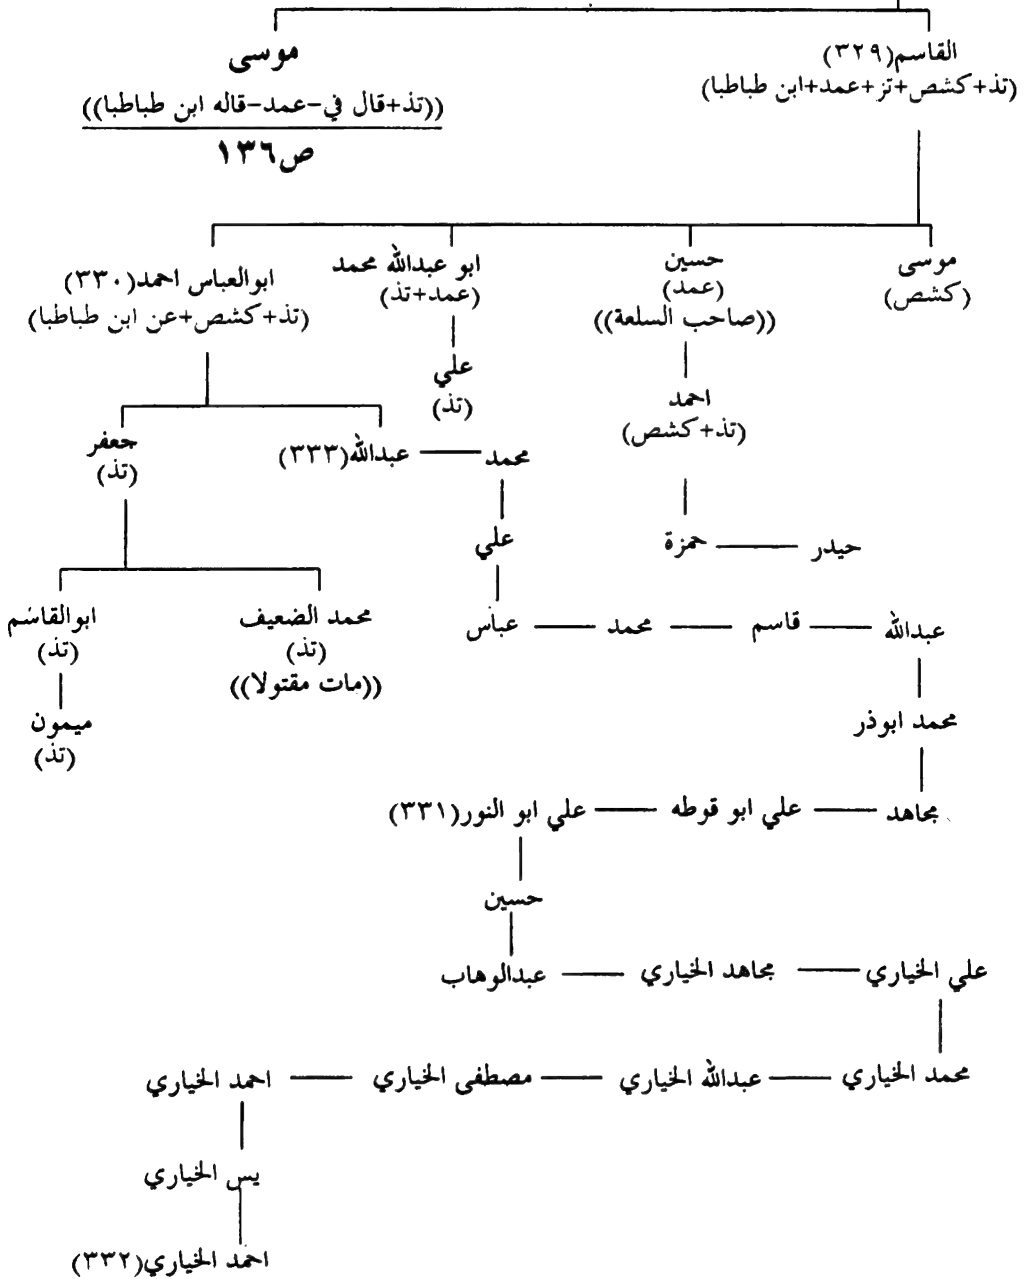 القاسم(٣٢٩)
(تذ+كشص+تز+عمد+ابن طباطبا)
موسى
((تذ+قال في-عمد-قاله ابن طباطبا))
ص١٣٦
موسى
(كشص)
حسين
(عمد)
((صاحب السلعة))
احمد
(تذ+كشص)
ابو عبدالله محمد
(عمد+تذ)
علي
(تذ)
ابوالعباس احمد(٣٣٠)
(تذ+كشص+عن ابن طباطبا)
محمد عبدالله(٣٣٣)
جعفر
(تذ)
علي
حيدر حمزة
محمد الضعيف
(تذ)
((مات مقتولا))
ابوالقاسم
(تذ)
ميمون
(تذ)
عبدالله قاسم محمد عباس
محمد ابوذر
مجاهد علي ابو قوطه علي ابو النور(٣٣١)
حسين
علي الخياري مجاهد الخياري عبدالوهاب
محمد الخياري عبدالله الخياري مصطفى الخياري احمد الخياري
يس الخياري
احمد الخياري(٣٣٢)